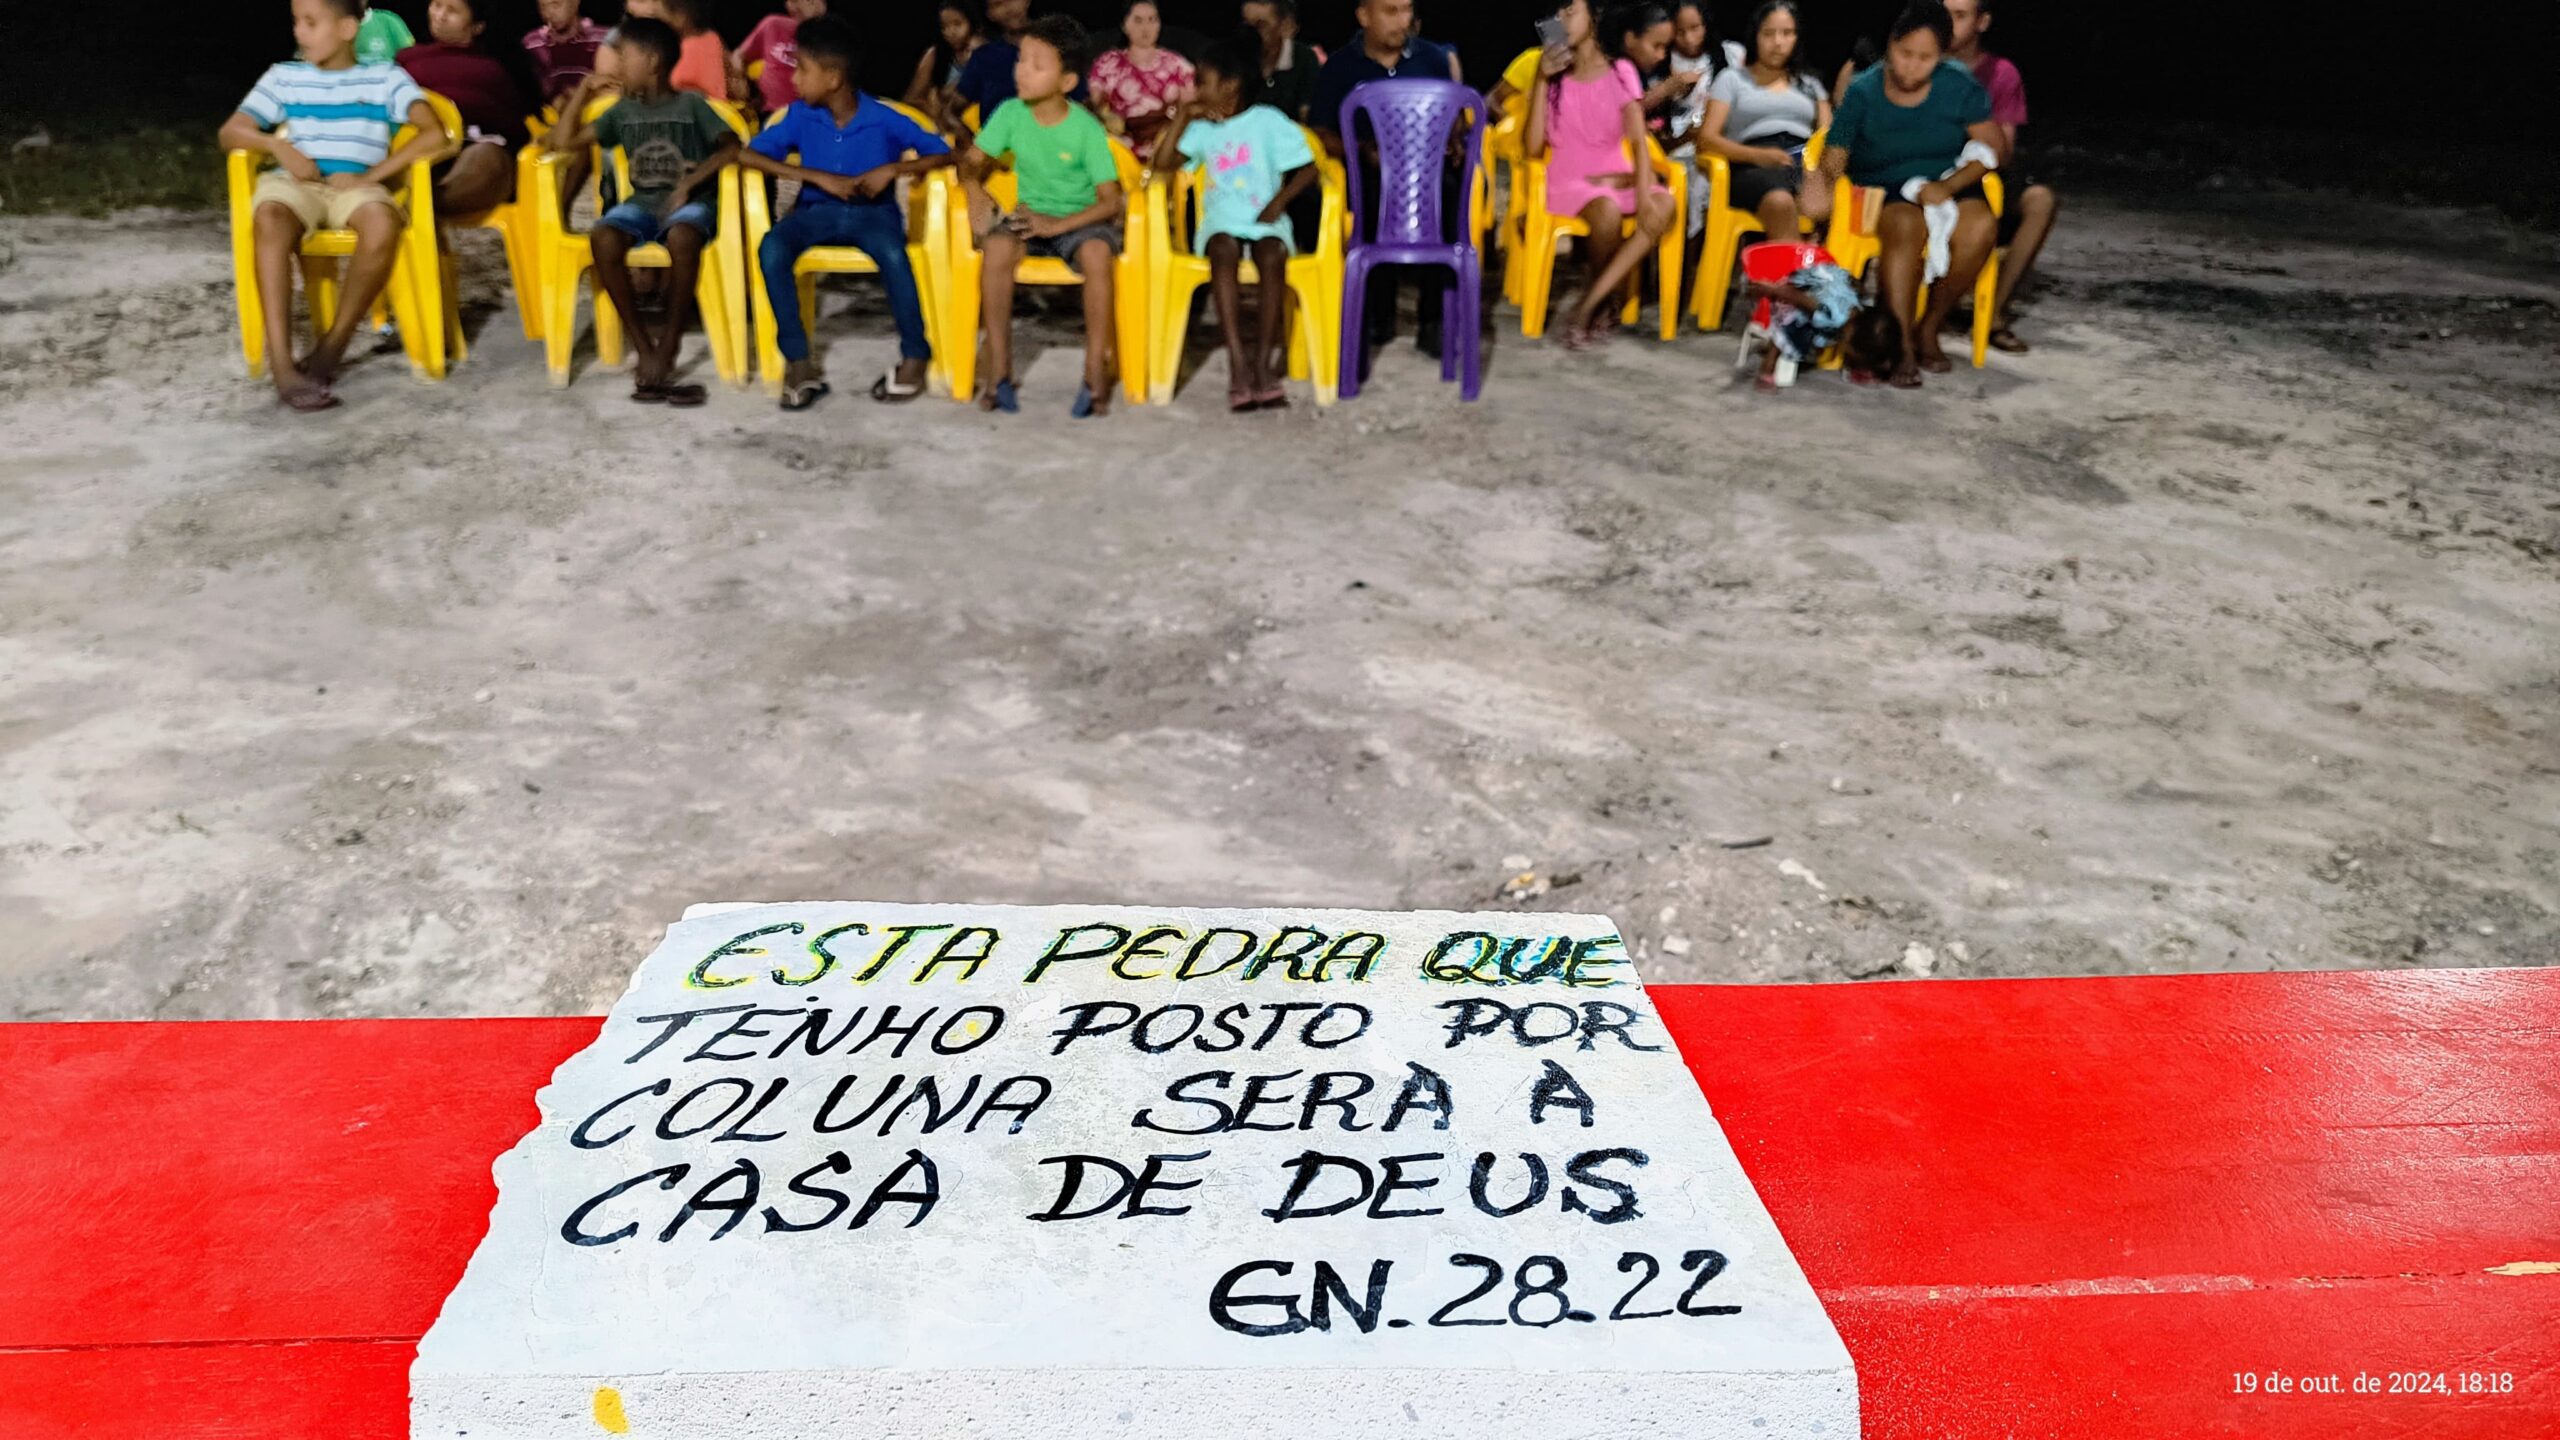 ESTA PEDRA QUE
TENHO POSTO POR
COLUNA SERA A
CASA DE DEUS
GN. 28.22
19 de out. de 2024, 18:18